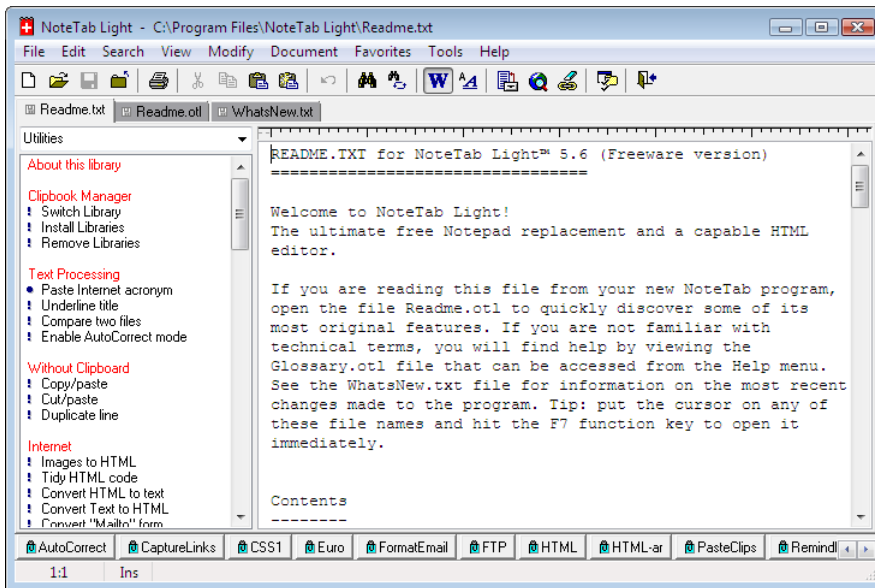 NoteTab Light - C:\Program Files\NoteTab Light\Readme.txt
File Edit Search View Modify Document Favorites Tools Help
Readme.txt Readme.otl WhatsNew.txt
Utilities
About this library
Clipbook Manager
Switch Library
Install Libraries
Remove Libraries
Text Processing
Paste Internet acronym
Underline title
Compare two files
Enable AutoCorrect mode
Without Clipboard
Copy/paste
Cut/paste
Duplicate line
Internet
Images to HTML
Tidy HTML code
Convert HTML to text
Convert Text to HTML
Convert "Mailto" form
README.TXT for NoteTab Light™ 5.6 (Freeware version)
==================================
Welcome to NoteTab Light!
The ultimate free Notepad replacement and a capable HTML
editor.
If you are reading this file from your new NoteTab program,
open the file Readme.otl to quickly discover some of its
most original features. If you are not familiar with
technical terms, you will find help by viewing the
Glossary.otl file that can be accessed from the Help menu.
See the WhatsNew.txt file for information on the most recent
changes made to the program. Tip: put the cursor on any of
these file names and hit the F7 function key to open it
immediately.
Contents
--------
AutoCorrect CaptureLinks CSS1 Euro FormatEmail FTP HTML HTML-ar PasteClips Remindl
1:1 Ins